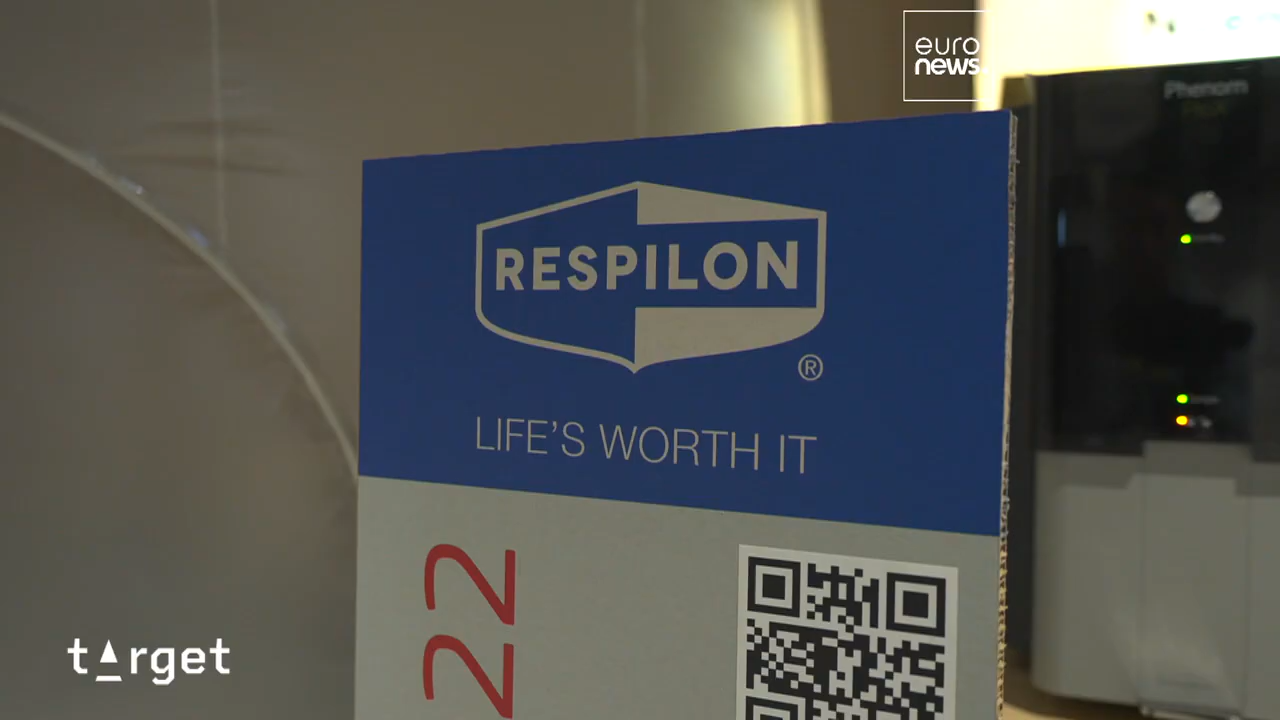 euro
news.
Phenom
RESPILON
®
LIFE'S WORTH IT
22
target